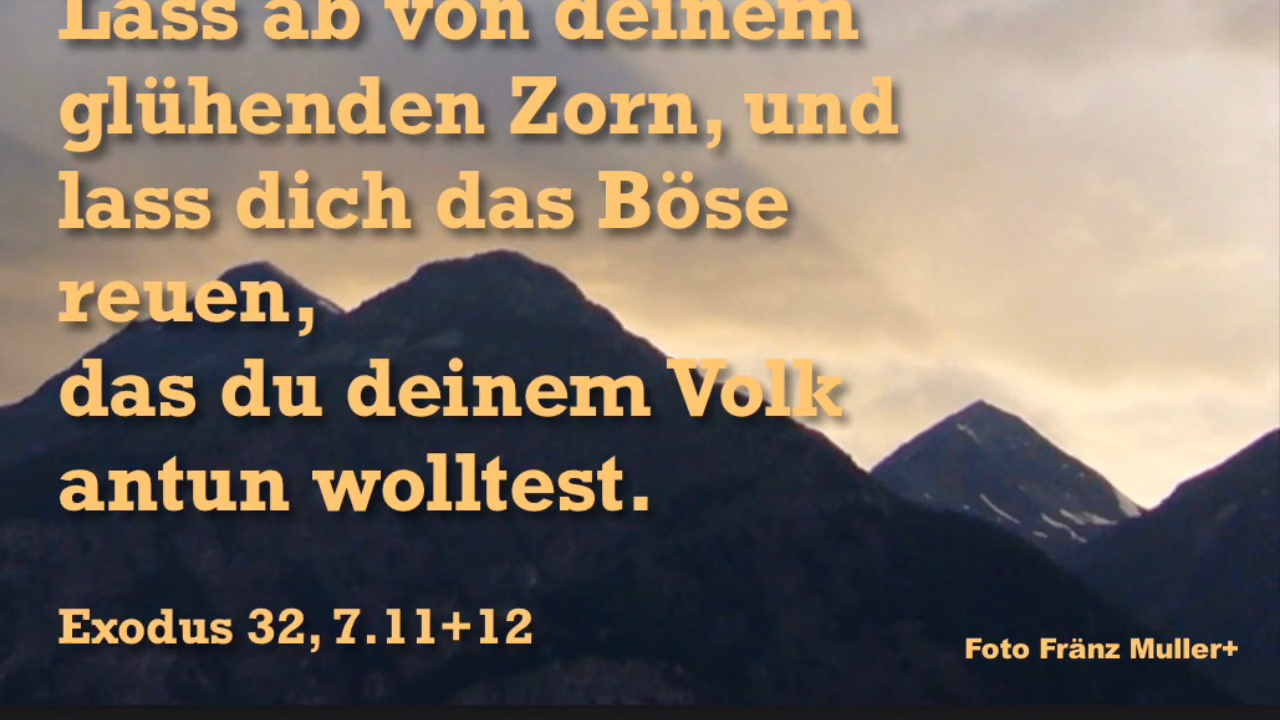 Lass ab von deinem
glühenden Zorn, und
lass dich das Böse
reuen,
das du deinem Volk
antun wolltest.
Exodus 32, 7.11+12
Foto Fränz Muller+